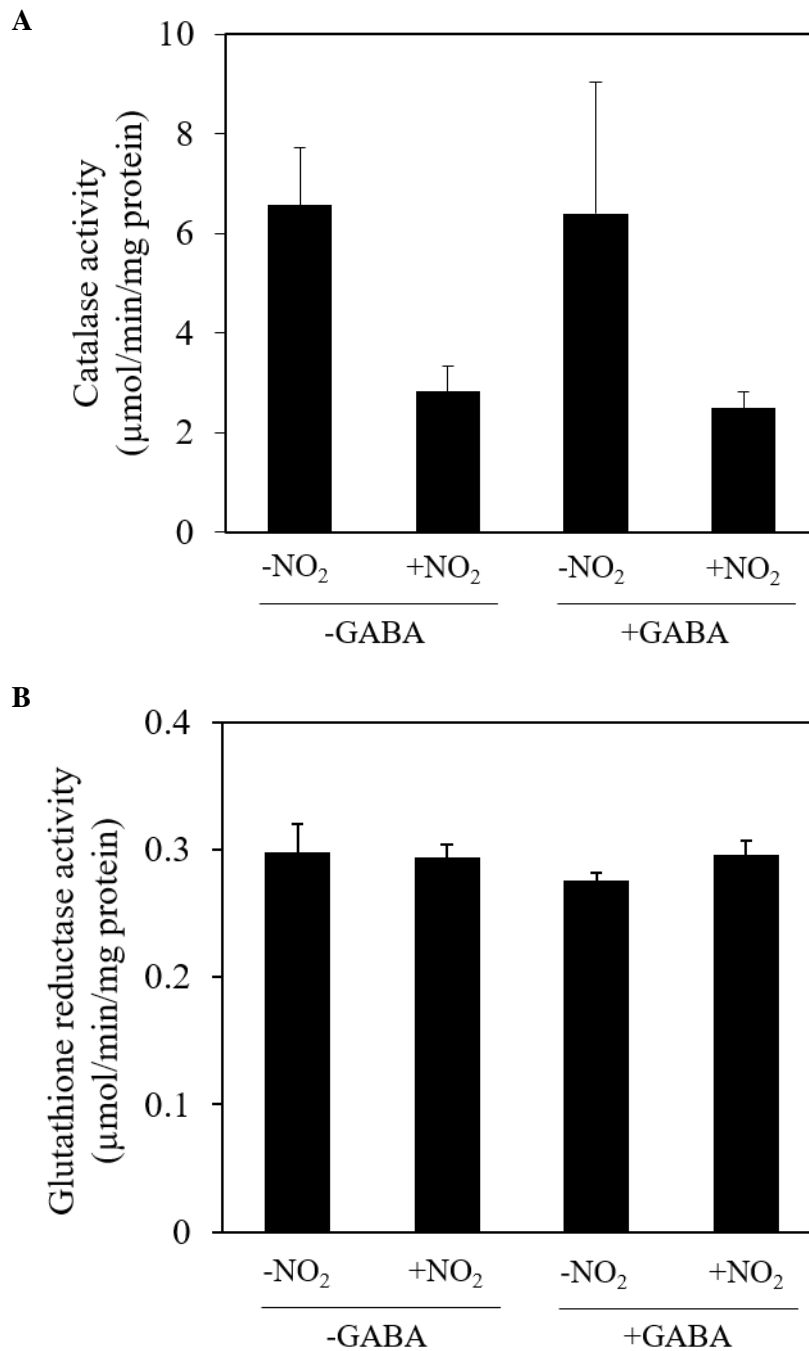 A
Catalase activity
(µmol/min/mg protein)
10
8
6
4
2
0
-NO₂ +NO₂ -NO₂ +NO₂
-GABA +GABA
B
Glutathione reductase activity
(µmol/min/mg protein)
0.4
0.3
0.2
0.1
0
-NO₂ +NO₂ -NO₂ +NO₂
-GABA +GABA